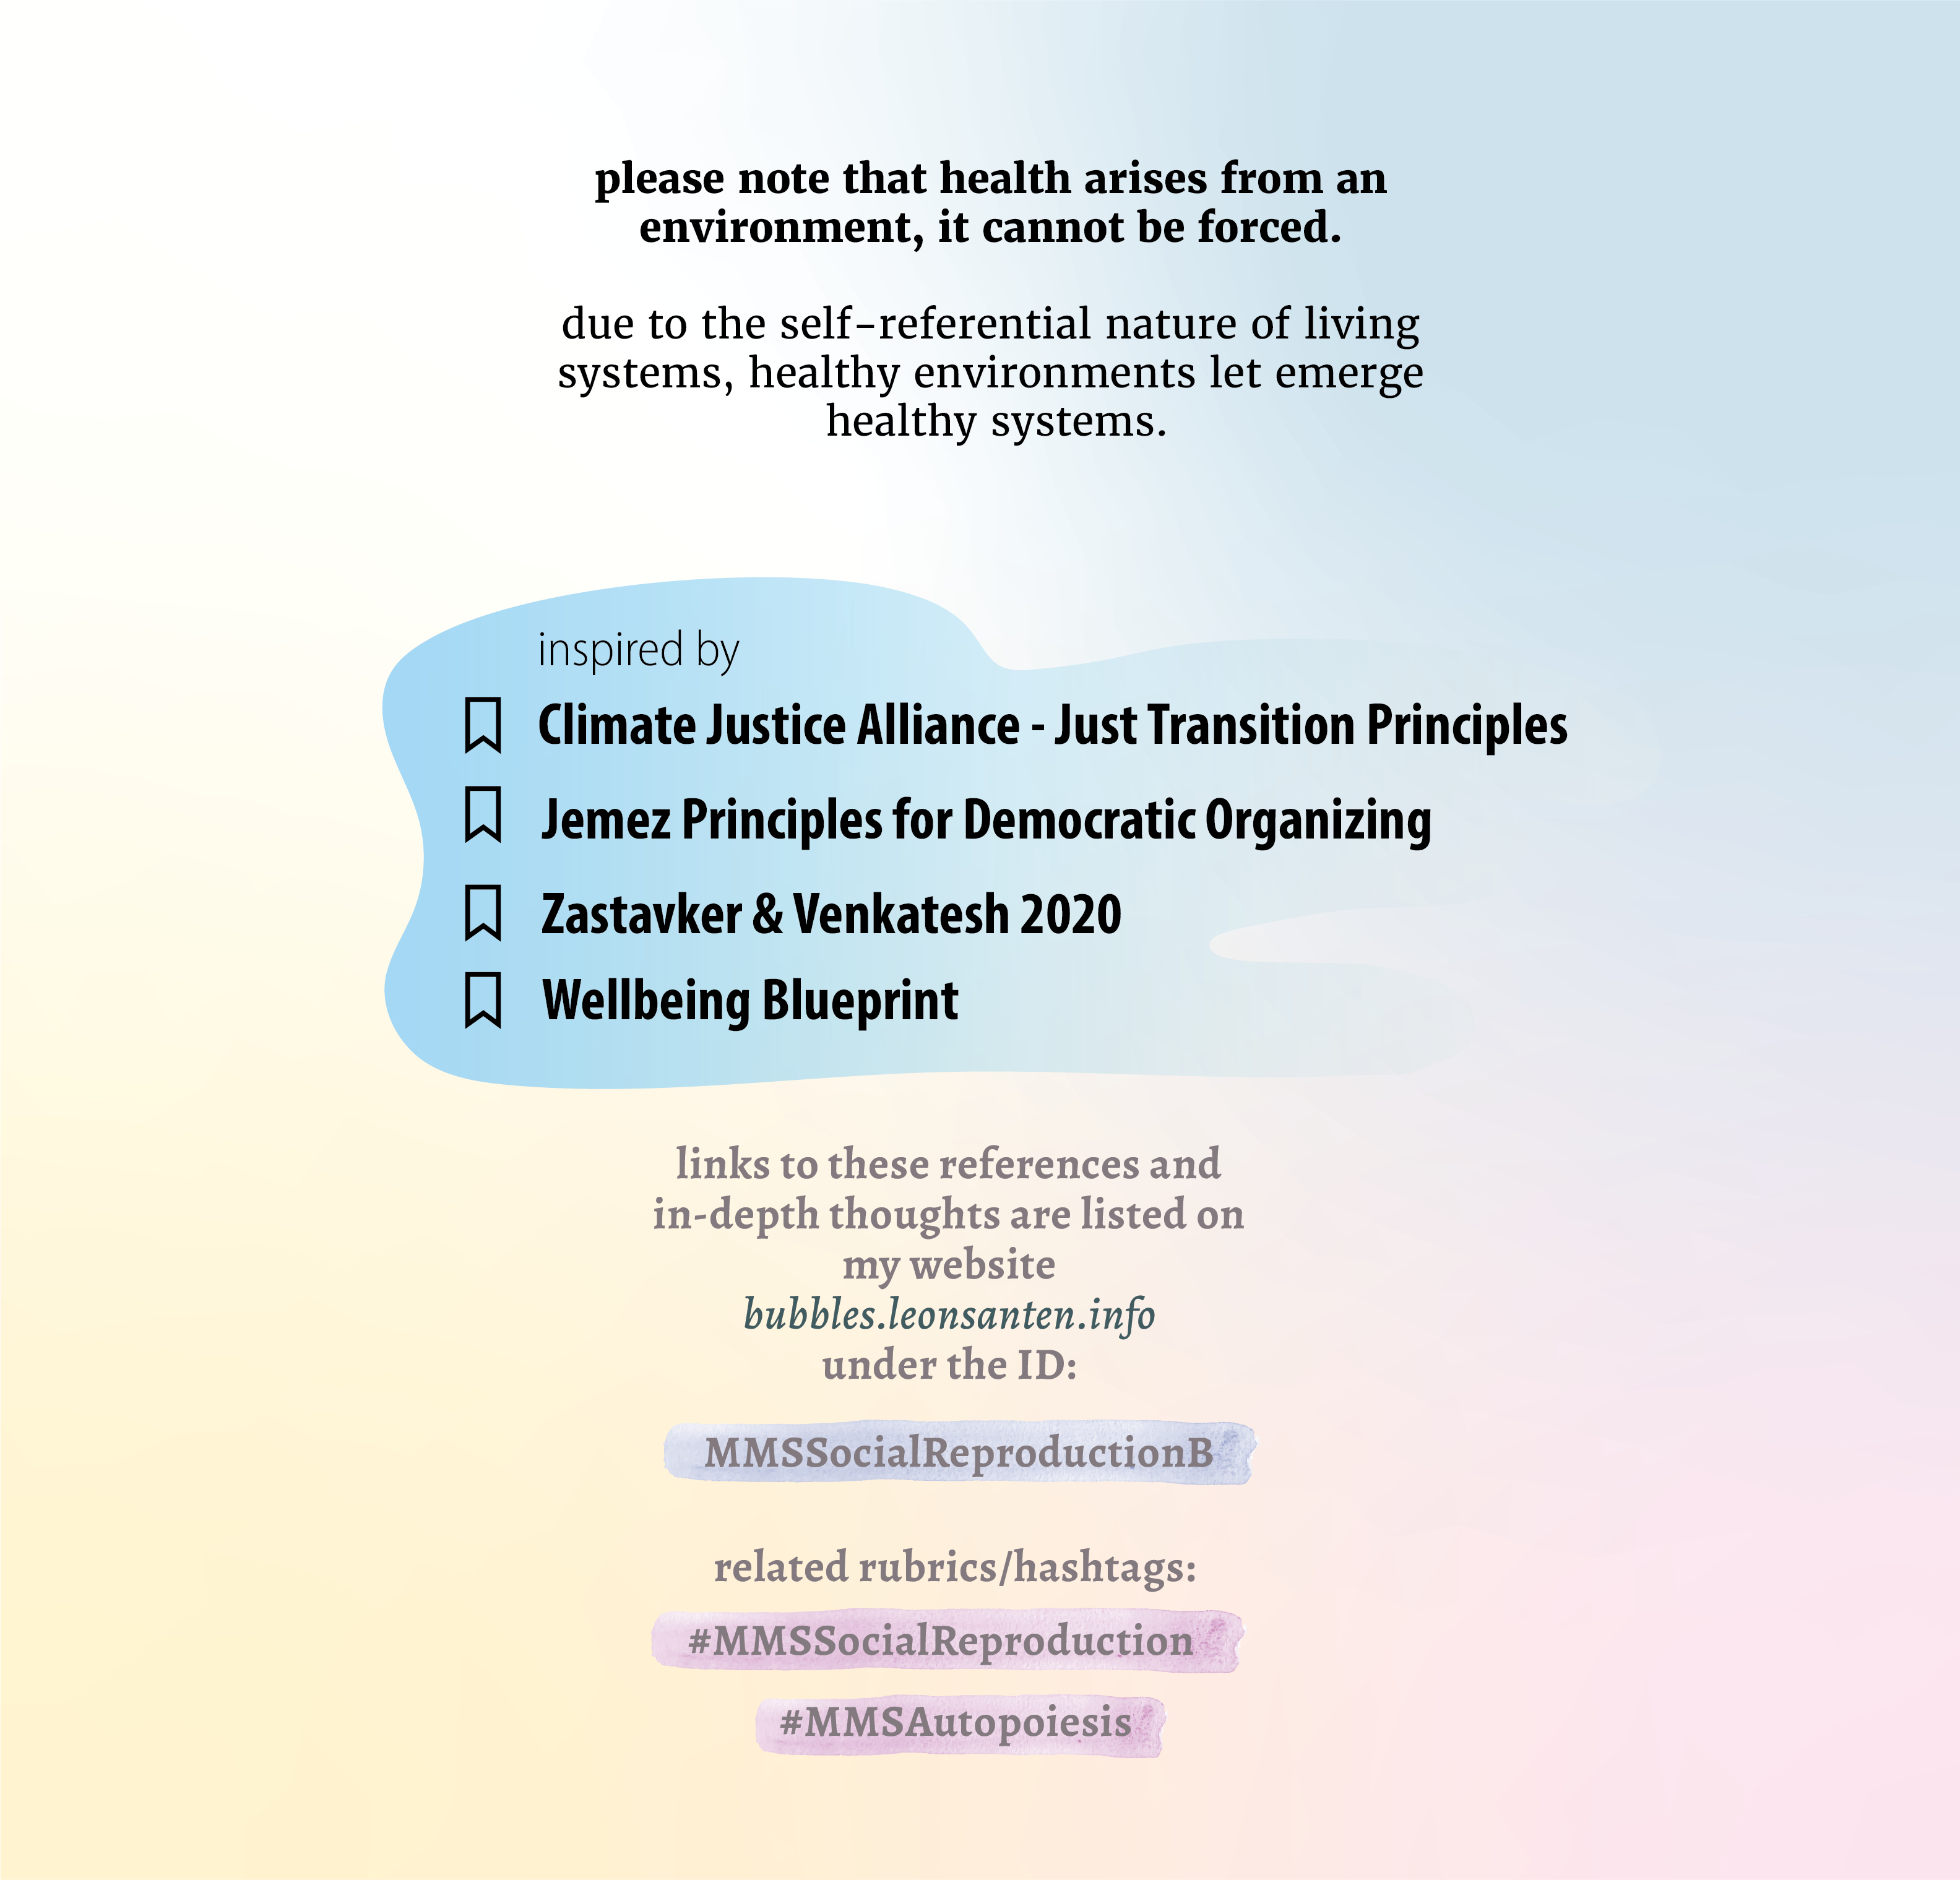 please note that health arises from an
environment, it cannot be forced.
due to the self-referential nature of living
systems, healthy environments let emerge
healthy systems.
inspired by
Climate Justice Alliance - Just Transition Principles
Jemez Principles for Democratic Organizing
Zastavker & Venkatesh 2020
Wellbeing Blueprint
links to these references and
in-depth thoughts are listed on
my website
bubbles.leonsanten.info
under the ID:
MMSSocialReproductionB
related rubrics/hashtags:
#MMSSocialReproduction
#MMSAutopoiesis